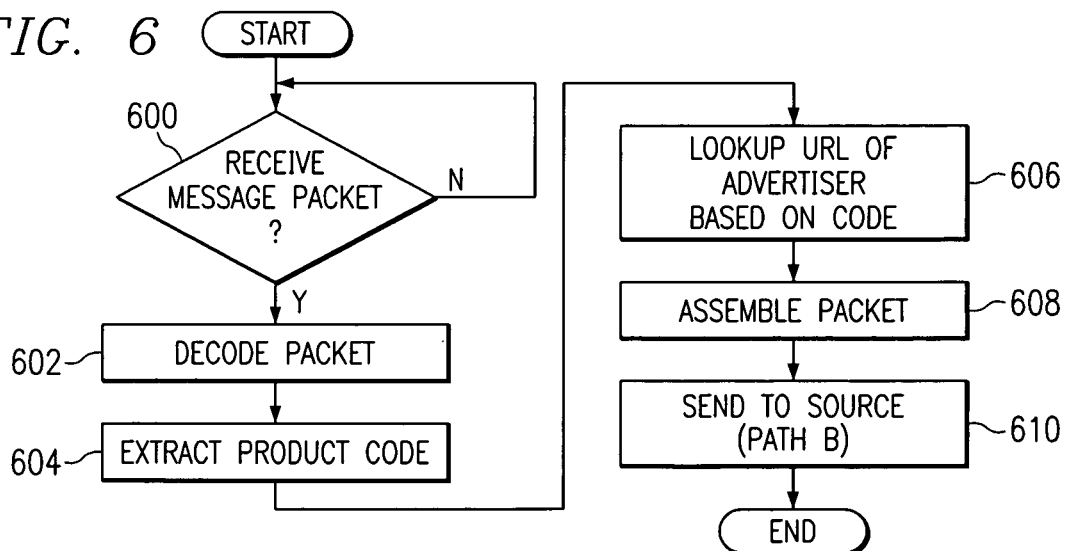 FIG. 6
START
600
RECEIVE
MESSAGE PACKET
?
N
Y
602
DECODE PACKET
604
EXTRACT PRODUCT CODE
LOOKUP URL OF
ADVERTISER
BASED ON CODE
606
ASSEMBLE PACKET
608
SEND TO SOURCE
(PATH B)
610
END